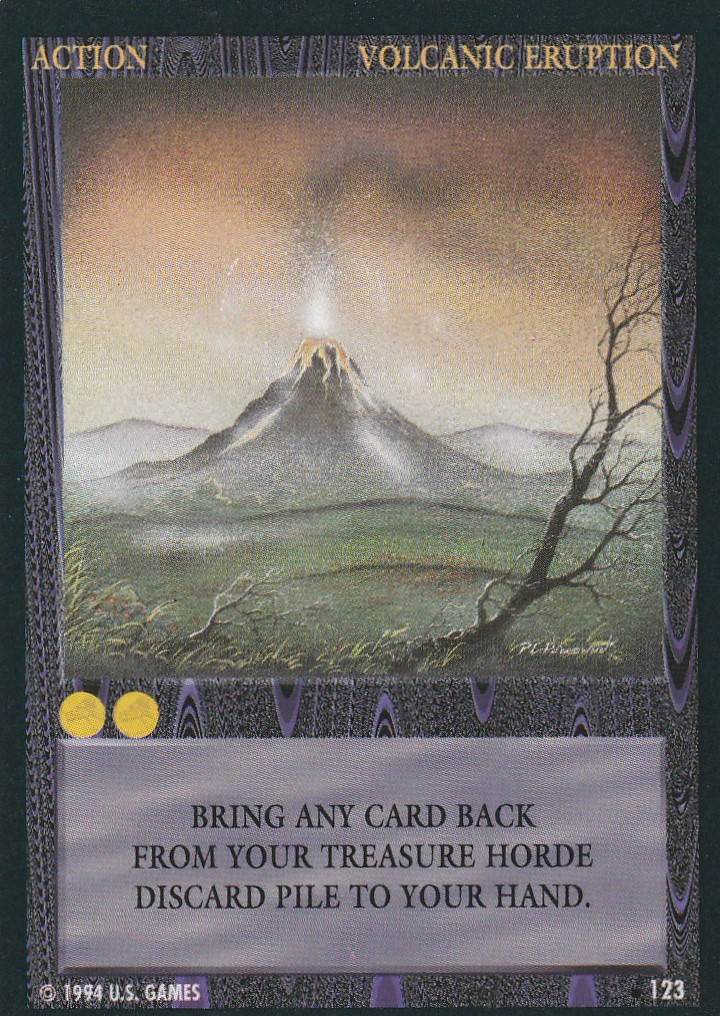 ACTION VOLCANIC ERUPTION
BRING ANY CARD BACK
FROM YOUR TREASURE HORDE
DISCARD PILE TO YOUR HAND.
© 1994 U.S. GAMES 123